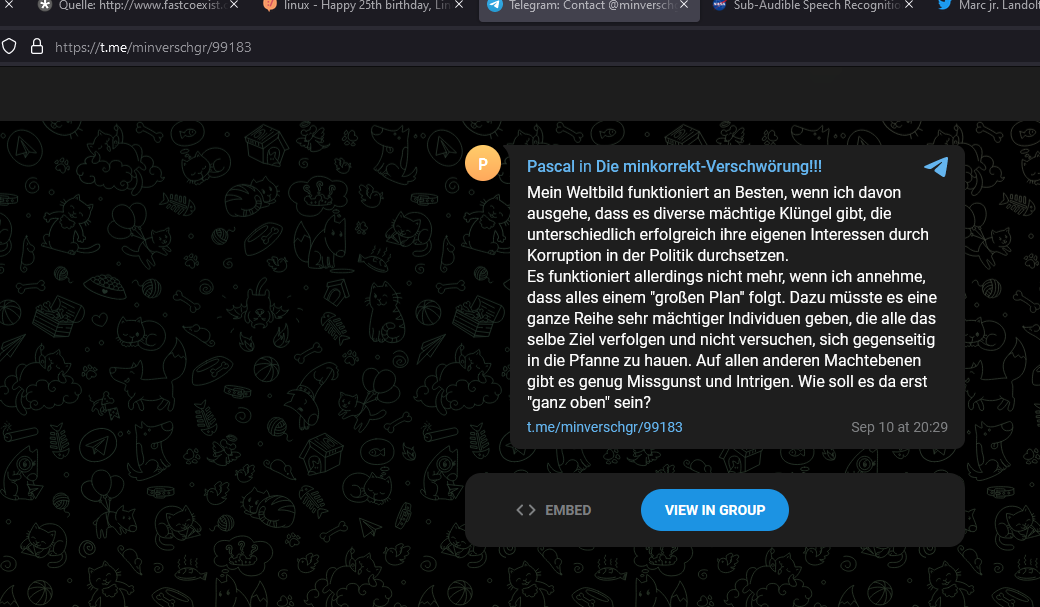 Quelle: http://www.fastcoexist.
linux - Happy 25th birthday, Lin
Telegram: Contact @minversch
Sub-Audible Speech Recognitio
Marc jr. Landolt
https://t.me/minverschgr/99183
P
Pascal in Die minkorrekt-Verschwörung!!!
Mein Weltbild funktioniert an Besten, wenn ich davon
ausgehe, dass es diverse mächtige Klüngel gibt, die
unterschiedlich erfolgreich ihre eigenen Interessen durch
Korruption in der Politik durchsetzen.
Es funktioniert allerdings nicht mehr, wenn ich annehme,
dass alles einem "großen Plan" folgt. Dazu müsste es eine
ganze Reihe sehr mächtiger Individuen geben, die alle das
selbe Ziel verfolgen und nicht versuchen, sich gegenseitig
in die Pfanne zu hauen. Auf allen anderen Machtebenen
gibt es genug Missgunst und Intrigen. Wie soll es da erst
"ganz oben" sein?
t.me/minverschgr/99183
Sep 10 at 20:29
EMBED
VIEW IN GROUP